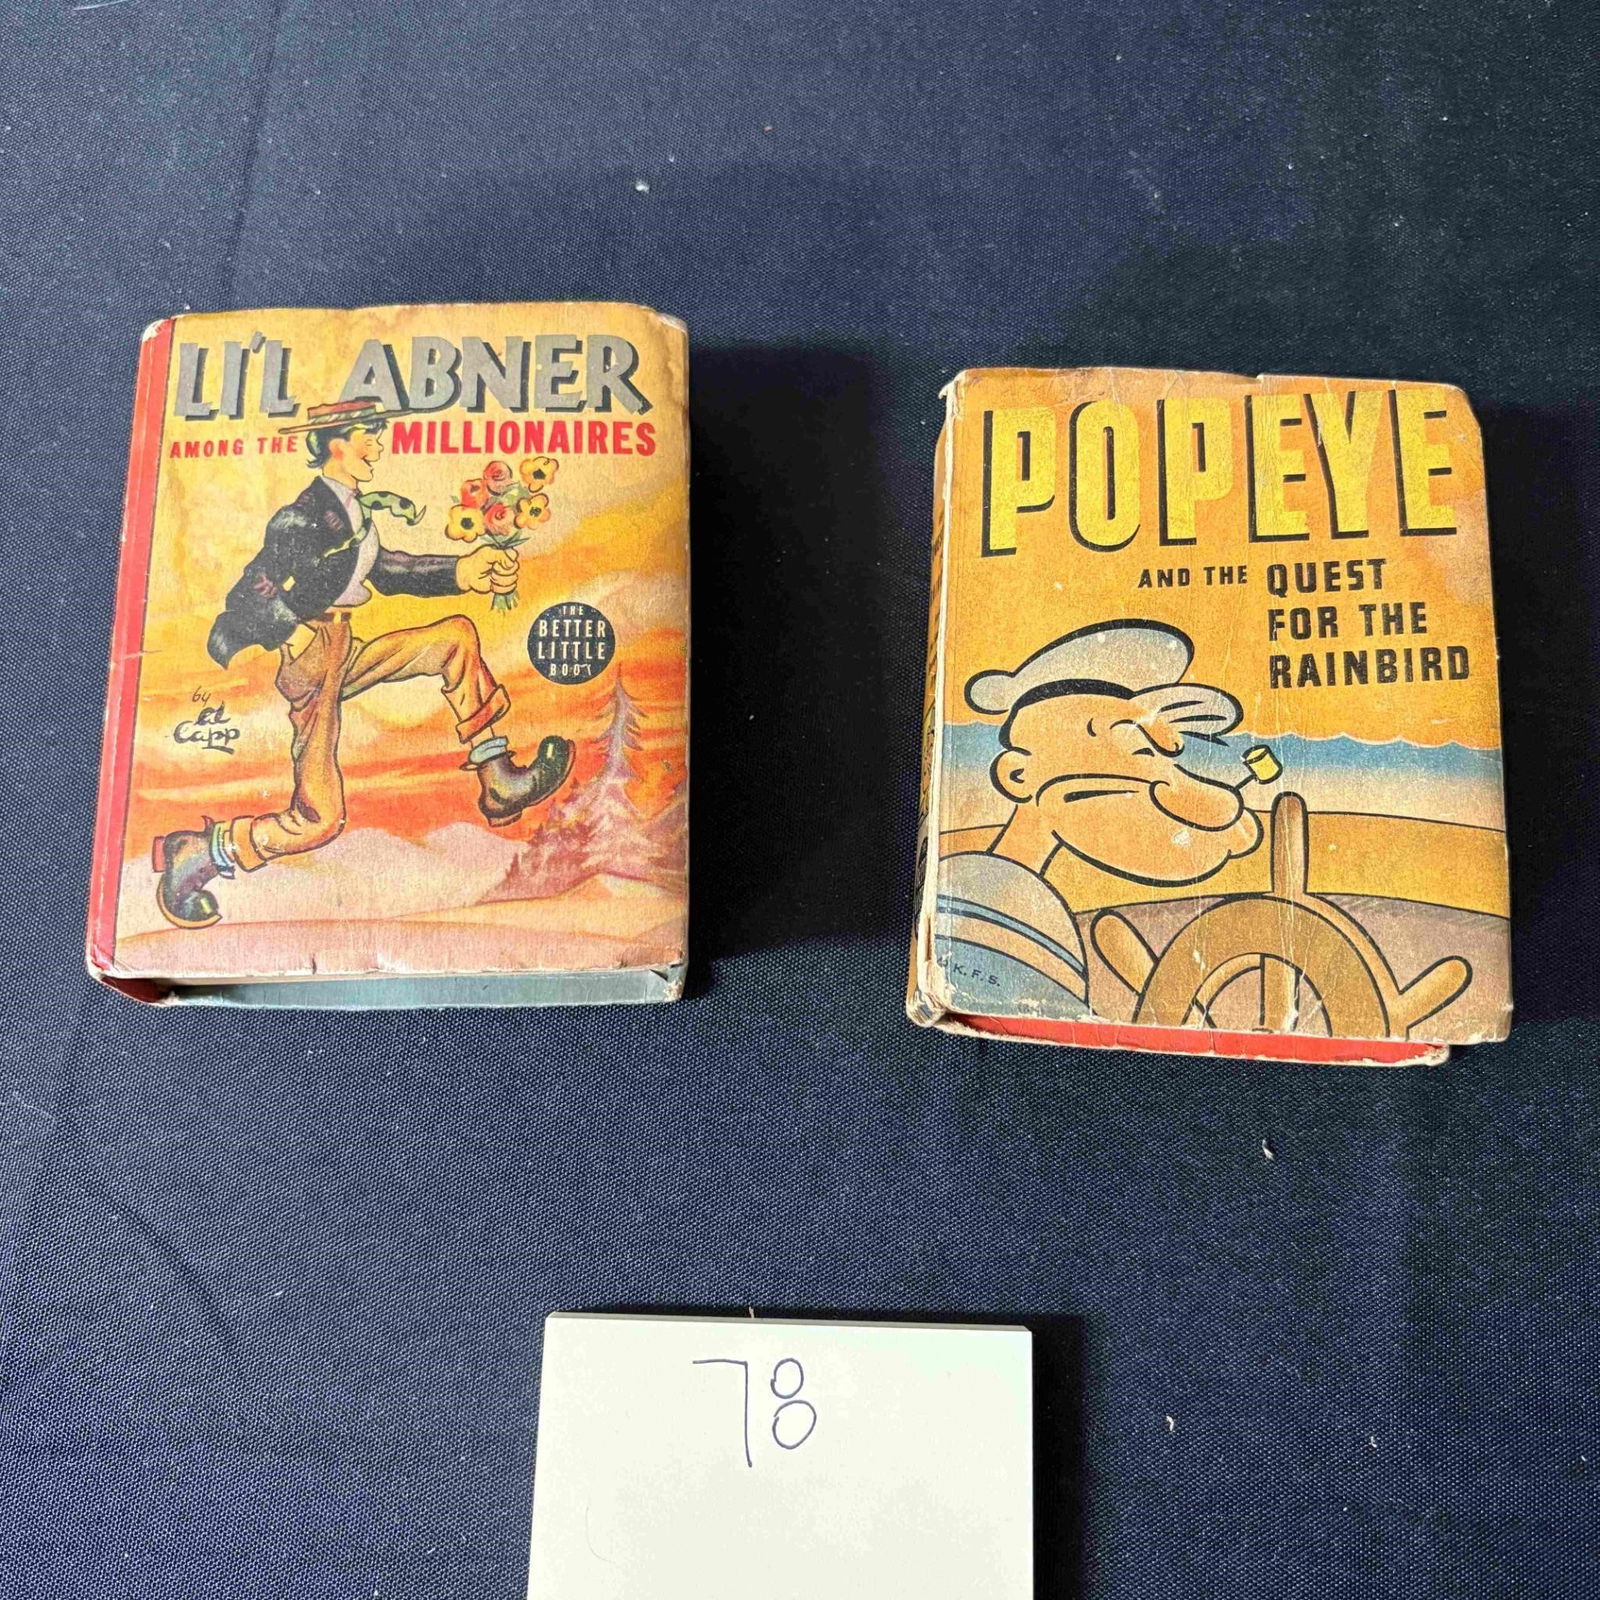 LI'L ABNER
AMONG THE MILLIONAIRES
THE
BETTER
LITTLE
BOOK
by
al
Capp
POPEYE
AND THE QUEST
FOR THE
RAINBIRD
K.F.S.
78